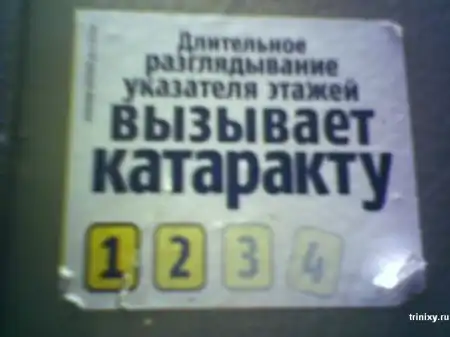 Длительное
разглядывание
указателя этажей
вызывает
катаракту
1 2 3 4
trinixy.ru